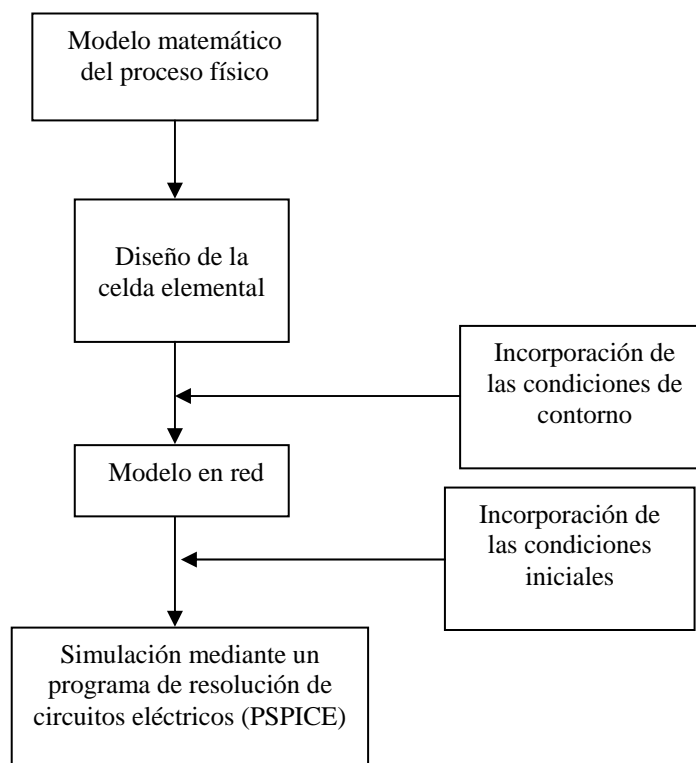 Modelo matemático
del proceso físico
Diseño de la
celda elemental
Incorporación de
las condiciones de
contorno
Modelo en red
Incorporación de
las condiciones
iniciales
Simulación mediante un
programa de resolución de
circuitos eléctricos (PSPICE)